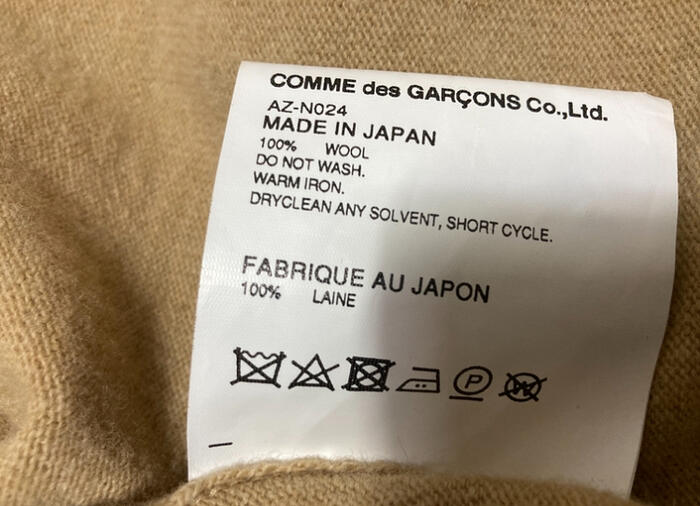 COMME des GARÇONS Co.,Ltd.
AZ-N024
MADE IN JAPAN
100% WOOL
DO NOT WASH.
WARM IRON.
DRYCLEAN ANY SOLVENT, SHORT CYCLE.
FABRIQUE AU JAPON
100% LAINE
P
W